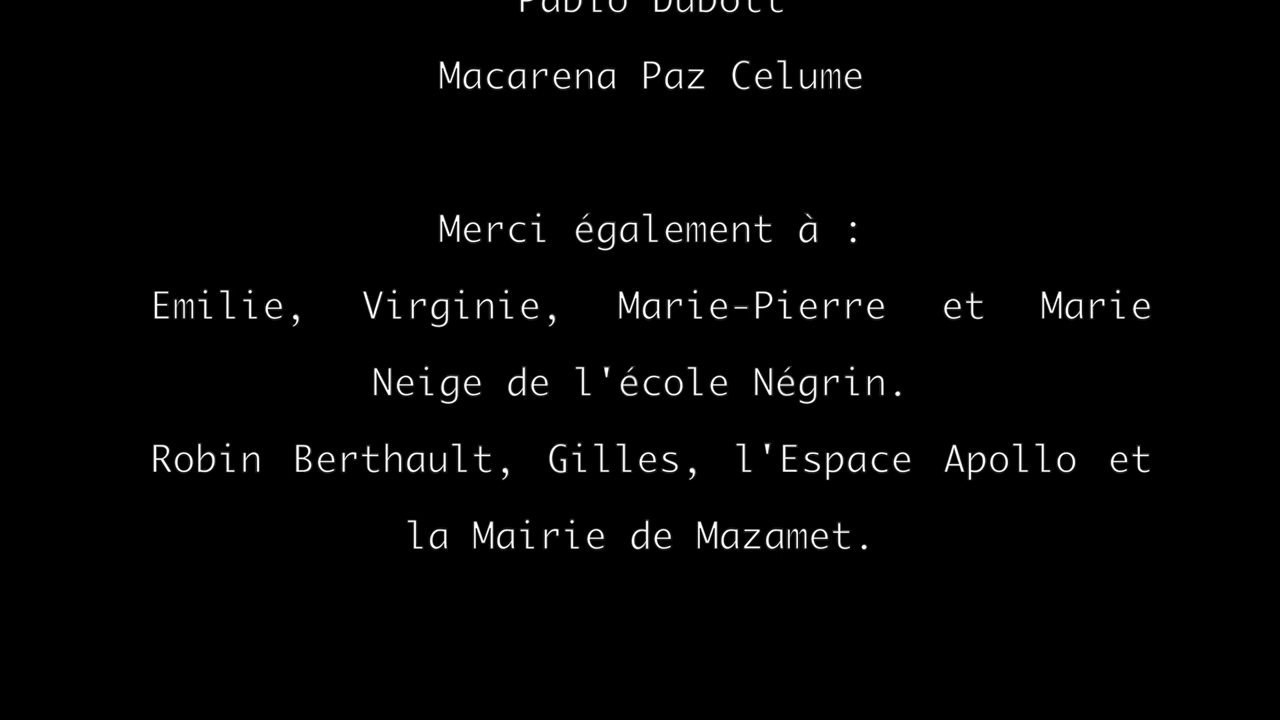 Pablo
Macarena Paz Celume
Merci également à :
Emilie, Virginie, Marie-Pierre et Marie
Neige de l'école Négrin.
Robin Berthault, Gilles, l'Espace Apollo et
la Mairie de Mazamet.